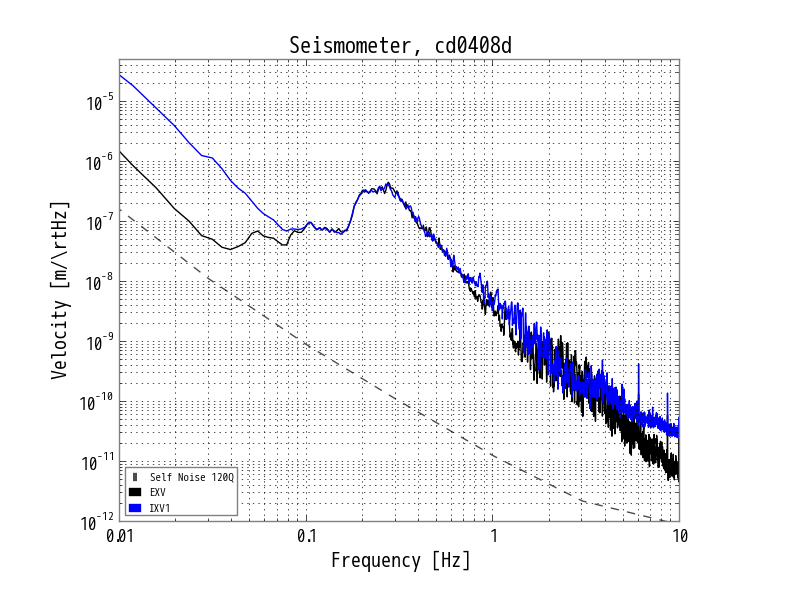 Seismometer, cd0408d
Velocity [m/\rtHz]
10^-5
10^-6
10^-7
10^-8
10^-9
10^-10
10^-11
10^-12
Self Noise 120Q
EXV
IXV1
0.01
0.1
1
10
Frequency [Hz]